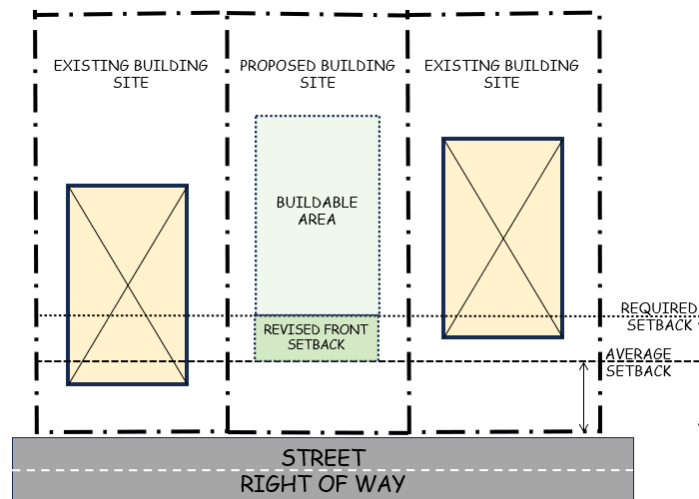 EXISTING BUILDING
SITE
PROPOSED BUILDING
SITE
EXISTING BUILDING
SITE
BUILDABLE
AREA
REVISED FRONT
SETBACK
REQUIRED
SETBACK
AVERAGE
SETBACK
STREET
RIGHT OF WAY